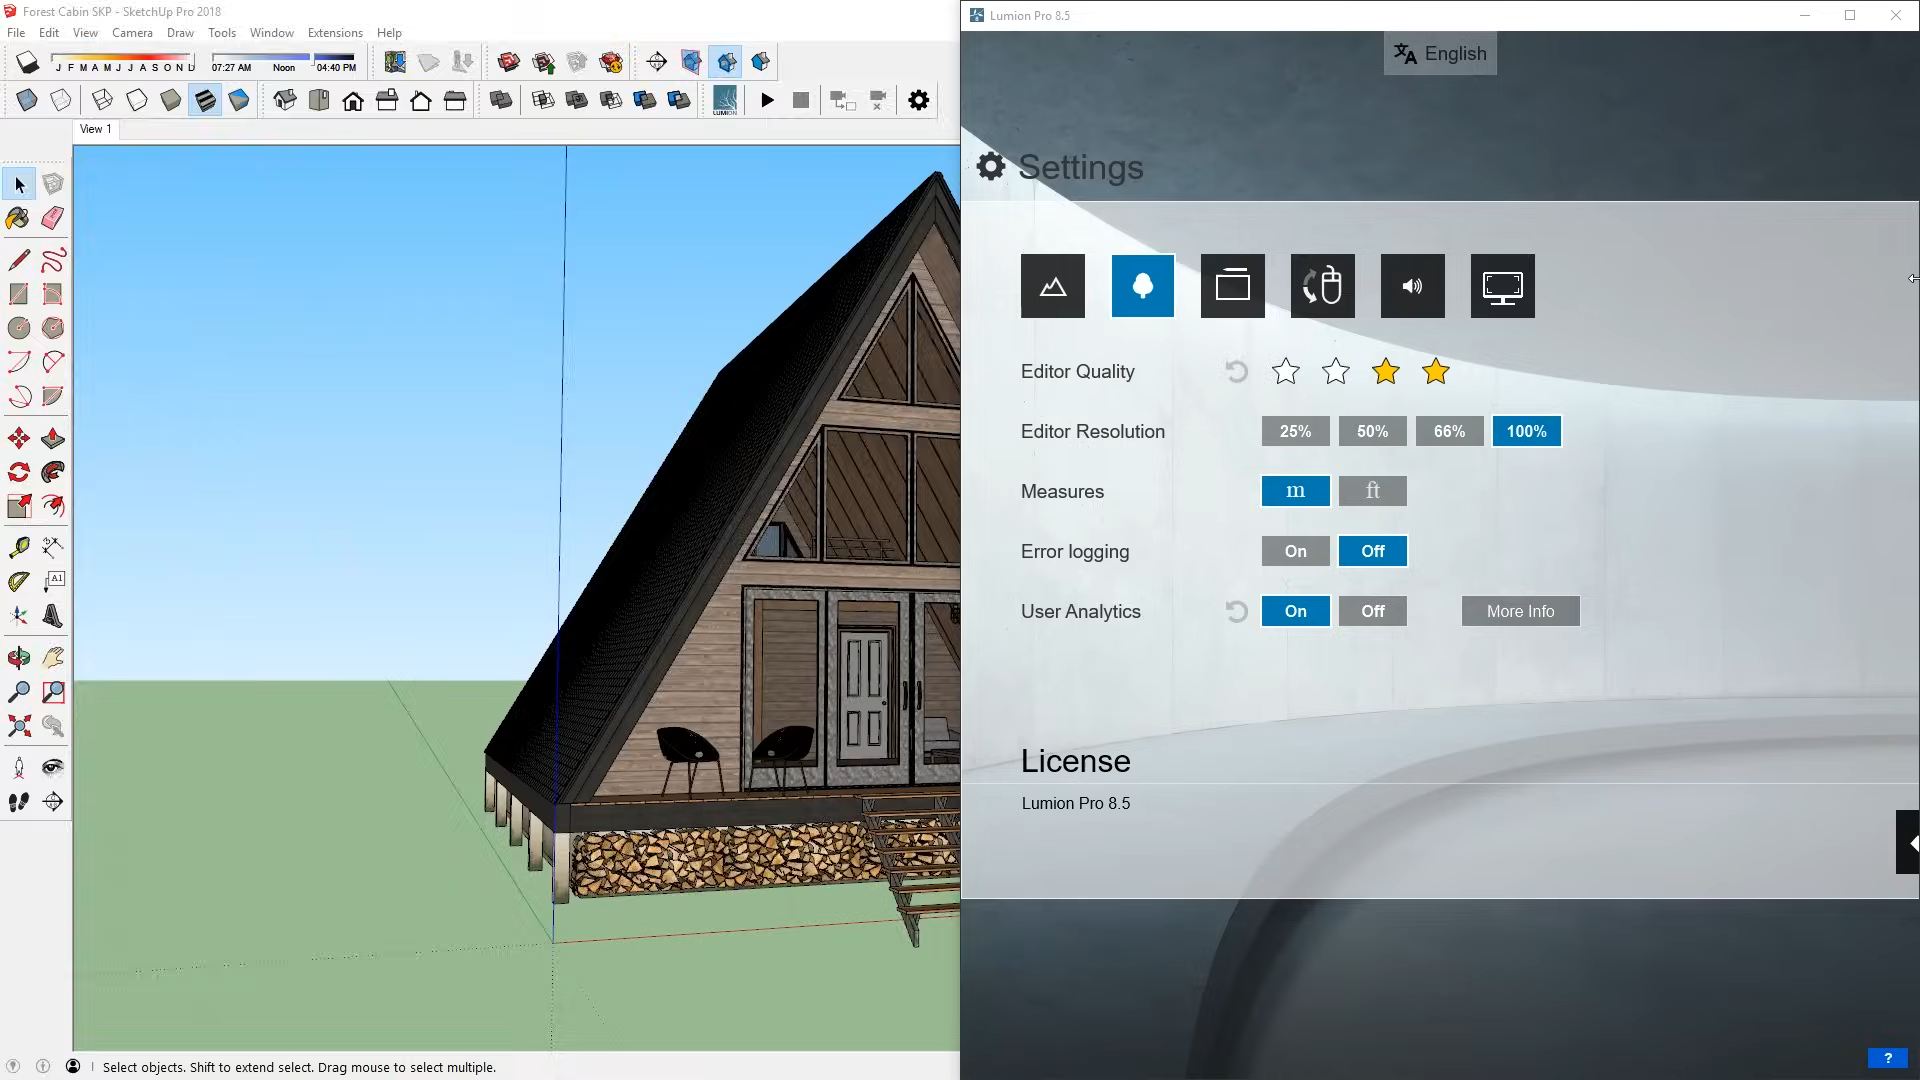 Forest Cabin SKP - SketchUp Pro 2018
File Edit View Camera Draw Tools Window Extensions Help
J F M A M J J A S O N D
07:27 AM Noon 04:40 PM
LUMION
View 1
A1
Select objects. Shift to extend select. Drag mouse to select multiple.
Lumion Pro 8.5
English
Settings
Editor Quality
Editor Resolution 25% 50% 66% 100%
Measures m ft
Error logging On Off
User Analytics On Off More Info
License
Lumion Pro 8.5
?